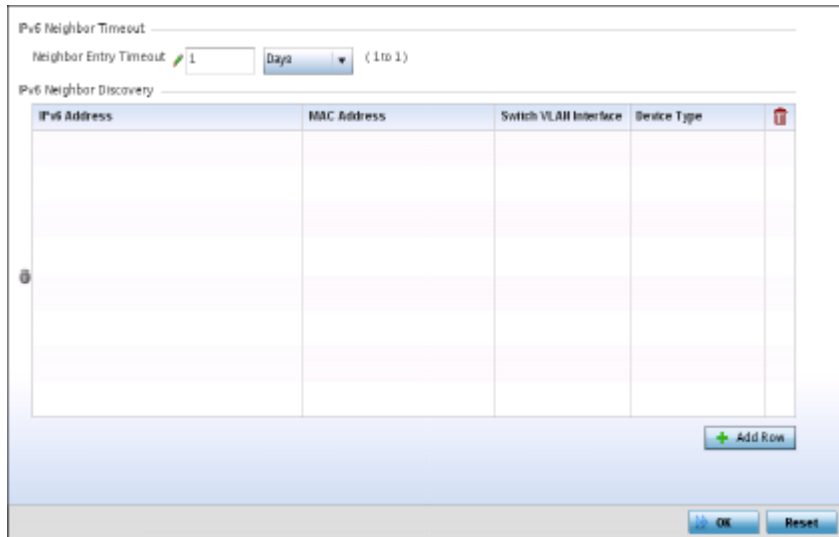 IPv6 Neighbor Timeout
Neighbor Entry Timeout 1 Days (1 to 1)
IPv6 Neighbor Discovery
IPv6 Address MAC Address Switch VLAN Interface Device Type
Add Row
OK Reset